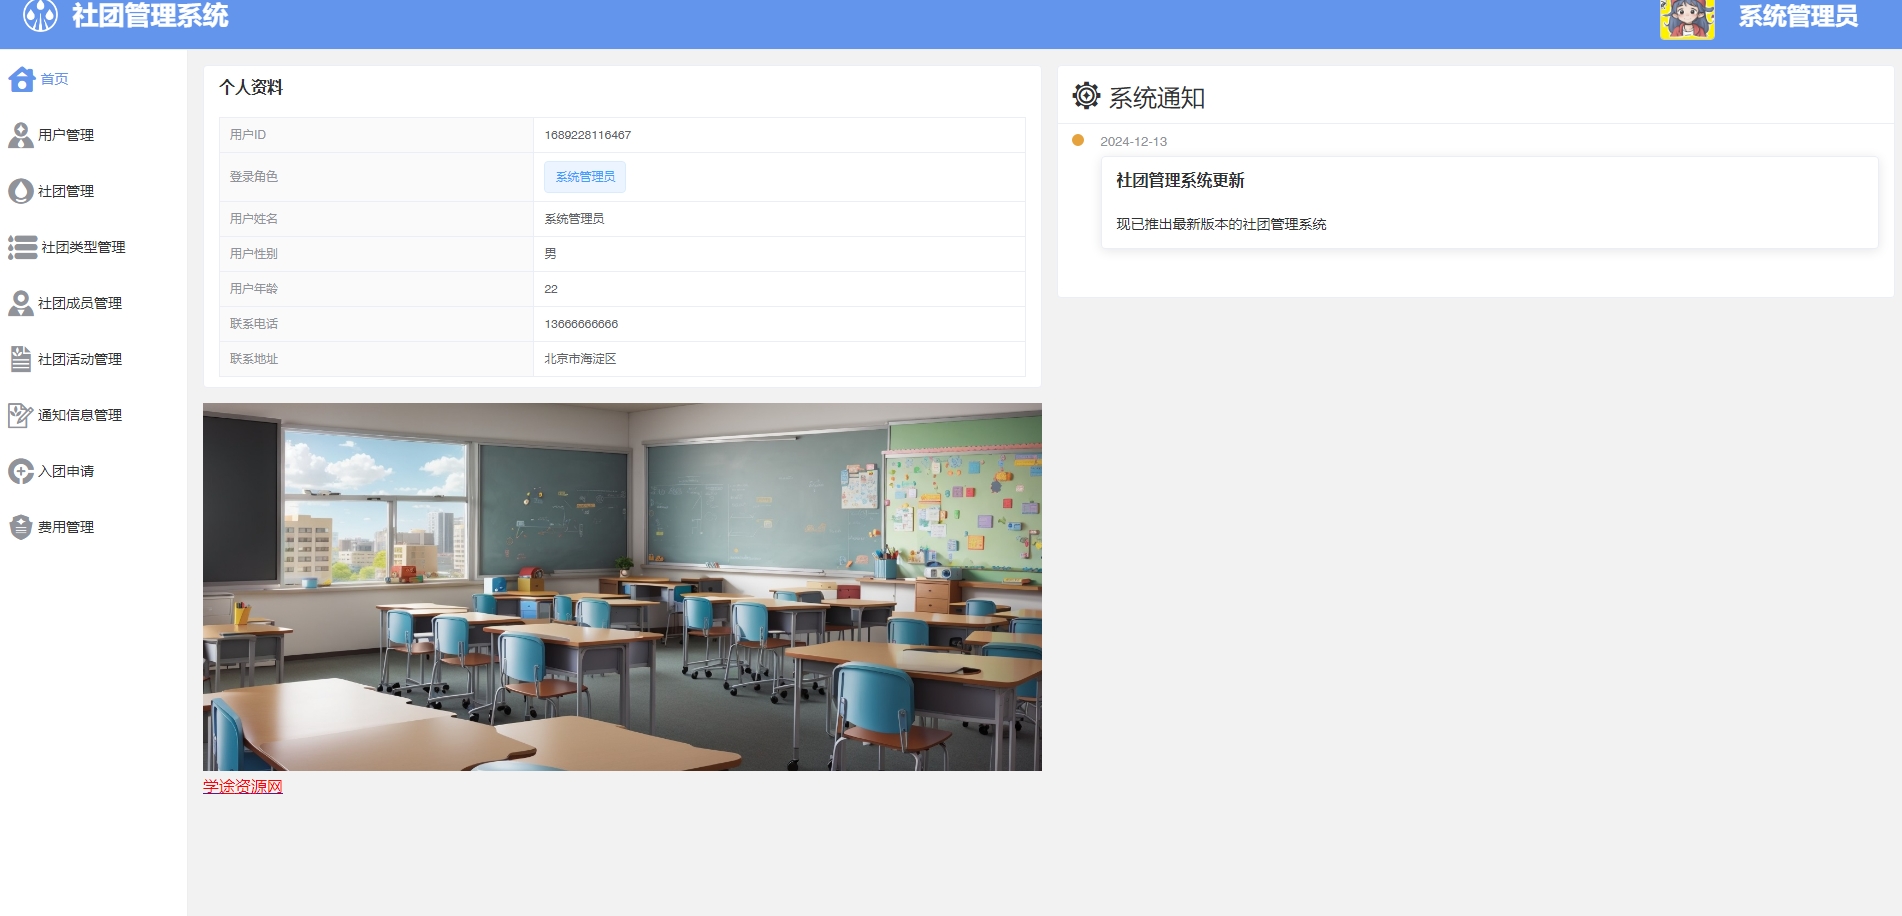 社团管理系统
系统管理员
首页
用户管理
社团管理
社团类型管理
社团成员管理
社团活动管理
通知信息管理
入团申请
费用管理
个人资料
用户ID 1689228116467
登录角色 系统管理员
用户姓名 系统管理员
用户性别 男
用户年龄 22
联系电话 13666666666
联系地址 北京市海淀区
学途资源网
系统通知
2024-12-13
社团管理系统更新
现已推出最新版本的社团管理系统